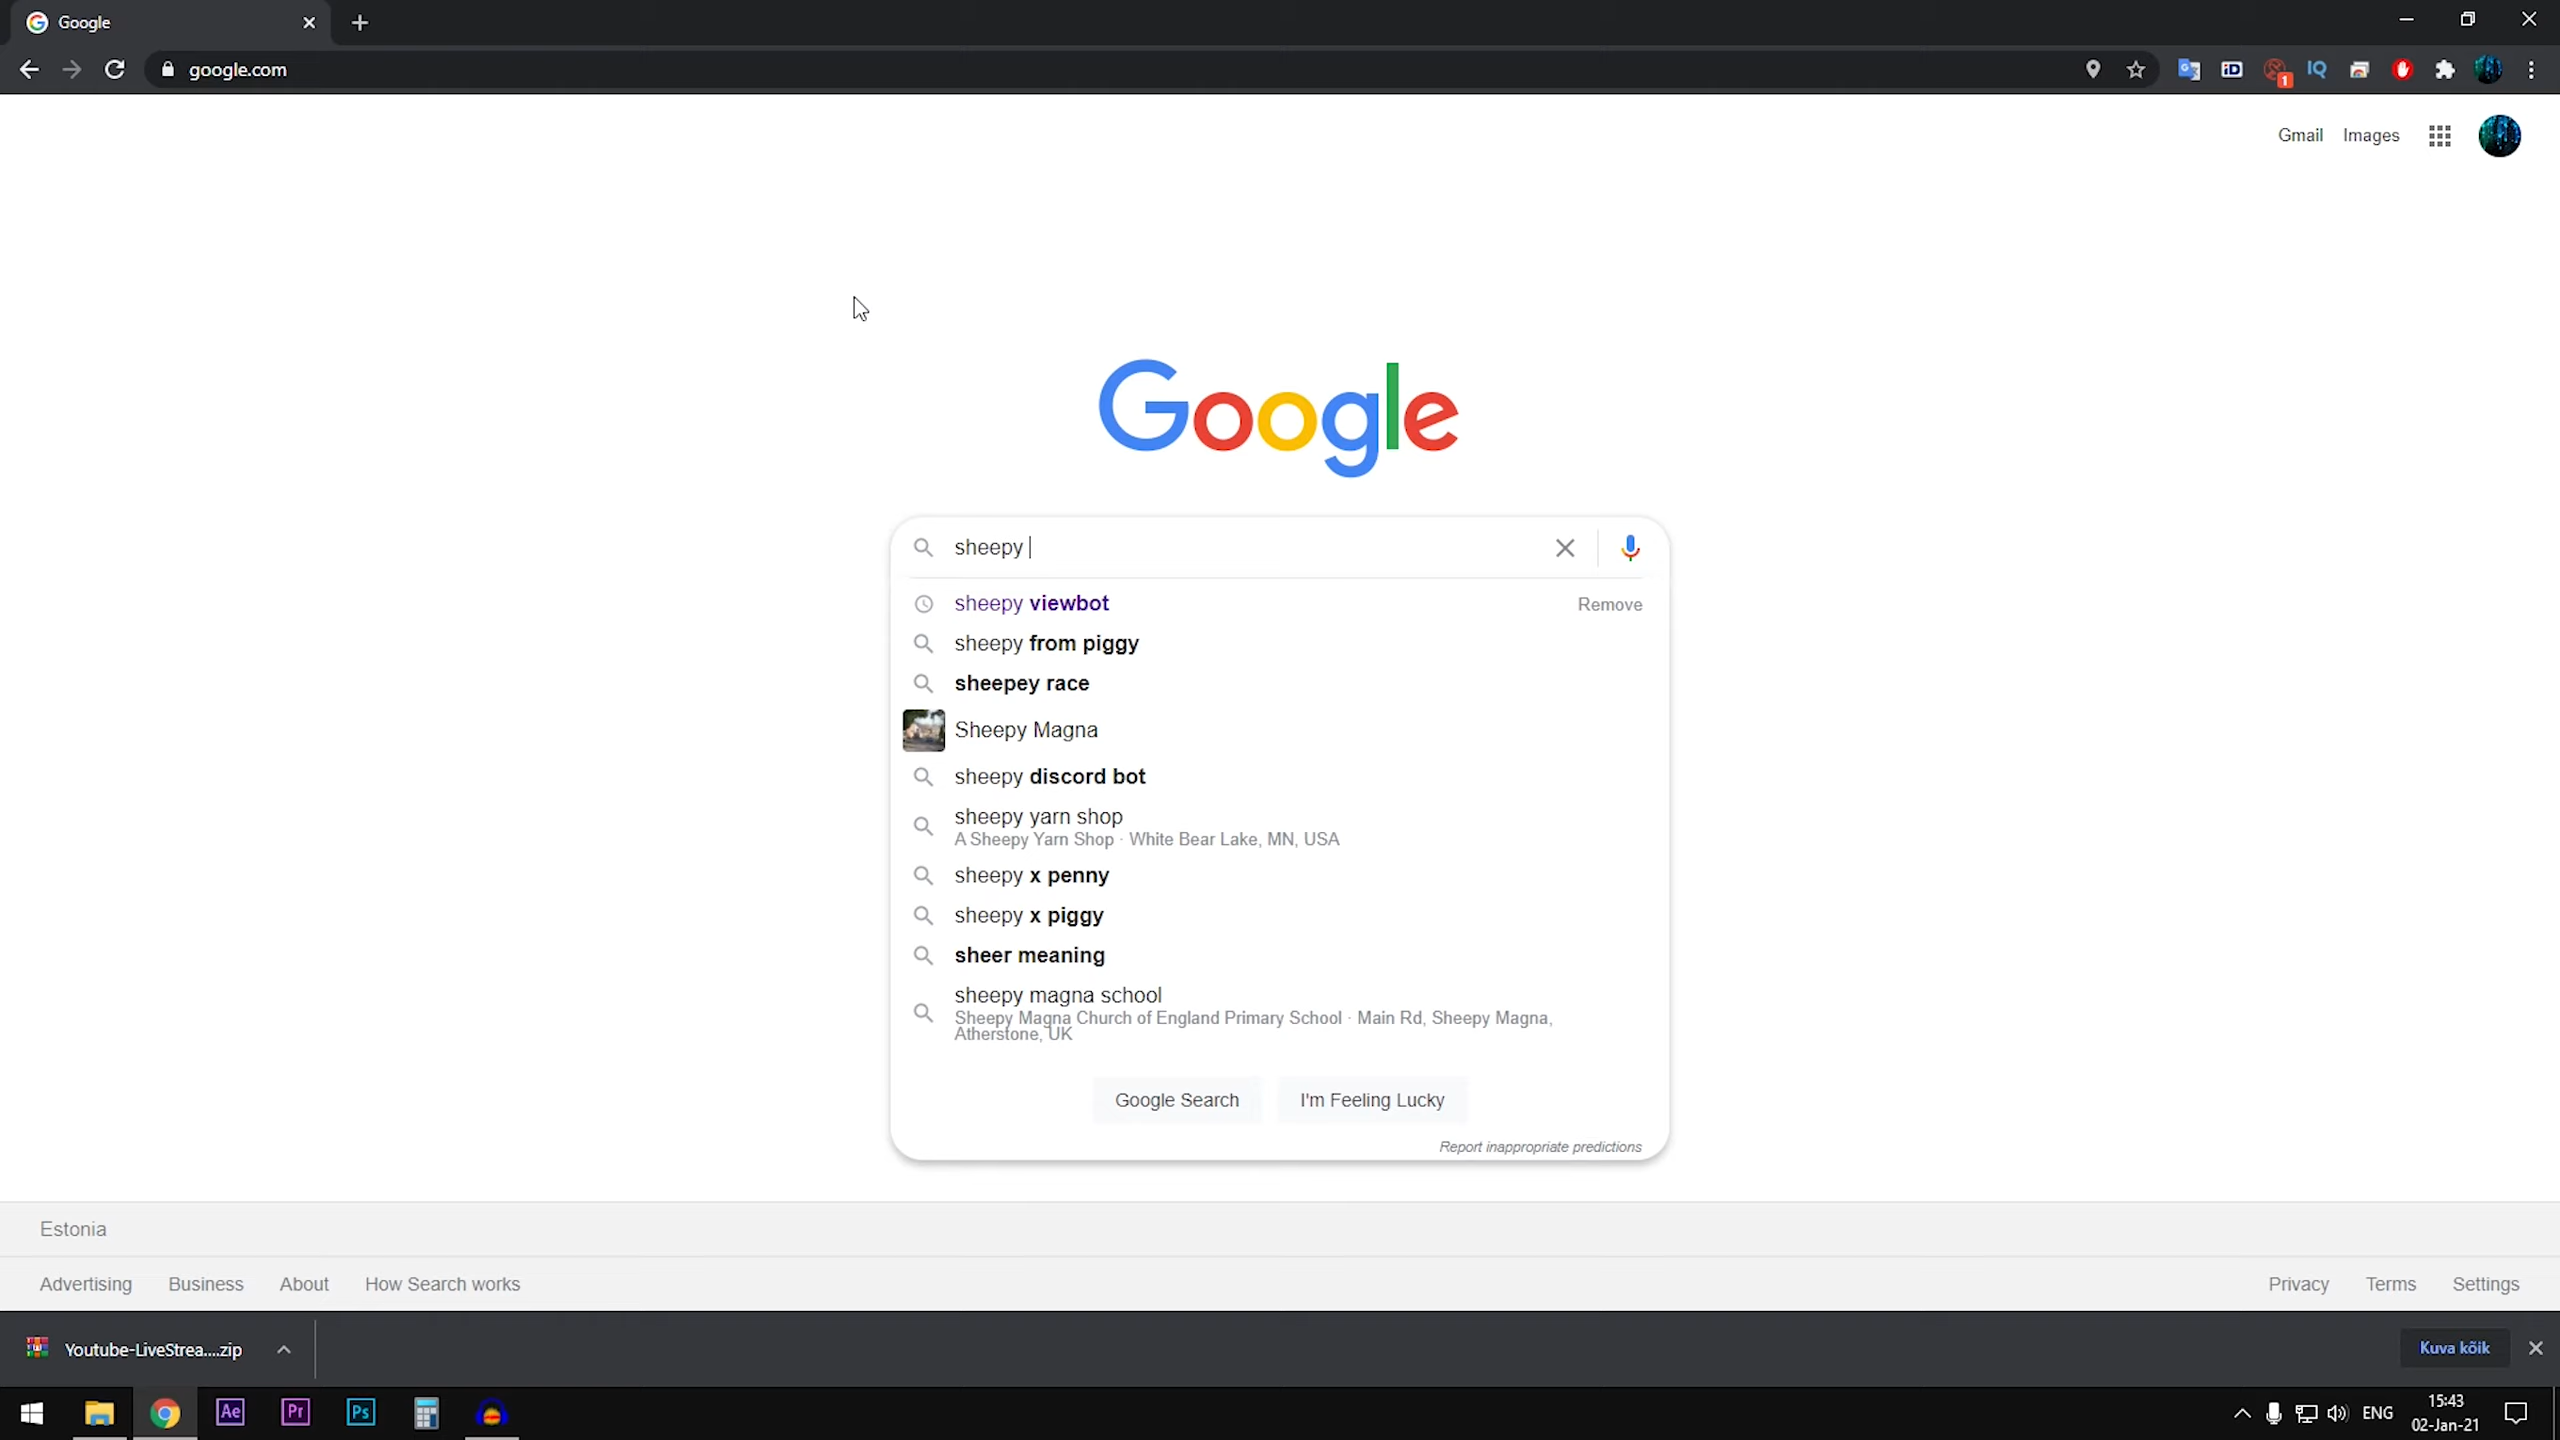 Google
google.com
1
Gmail Images
Google
sheepy
sheepy viewbot
Remove
sheepy from piggy
sheepey race
Sheepy Magna
sheepy discord bot
sheepy yarn shop
A Sheepy Yarn Shop · White Bear Lake, MN, USA
sheepy x penny
sheepy x piggy
sheer meaning
sheepy magna school
Sheepy Magna Church of England Primary School · Main Rd, Sheepy Magna,
Atherstone, UK
Google Search I'm Feeling Lucky
Report inappropriate predictions
Estonia
Advertising Business About How Search works Privacy Terms Settings
Youtube-LiveStrea....zip
Kuva kõik
Ae Pr Ps
ENG
15:43
02-Jan-21